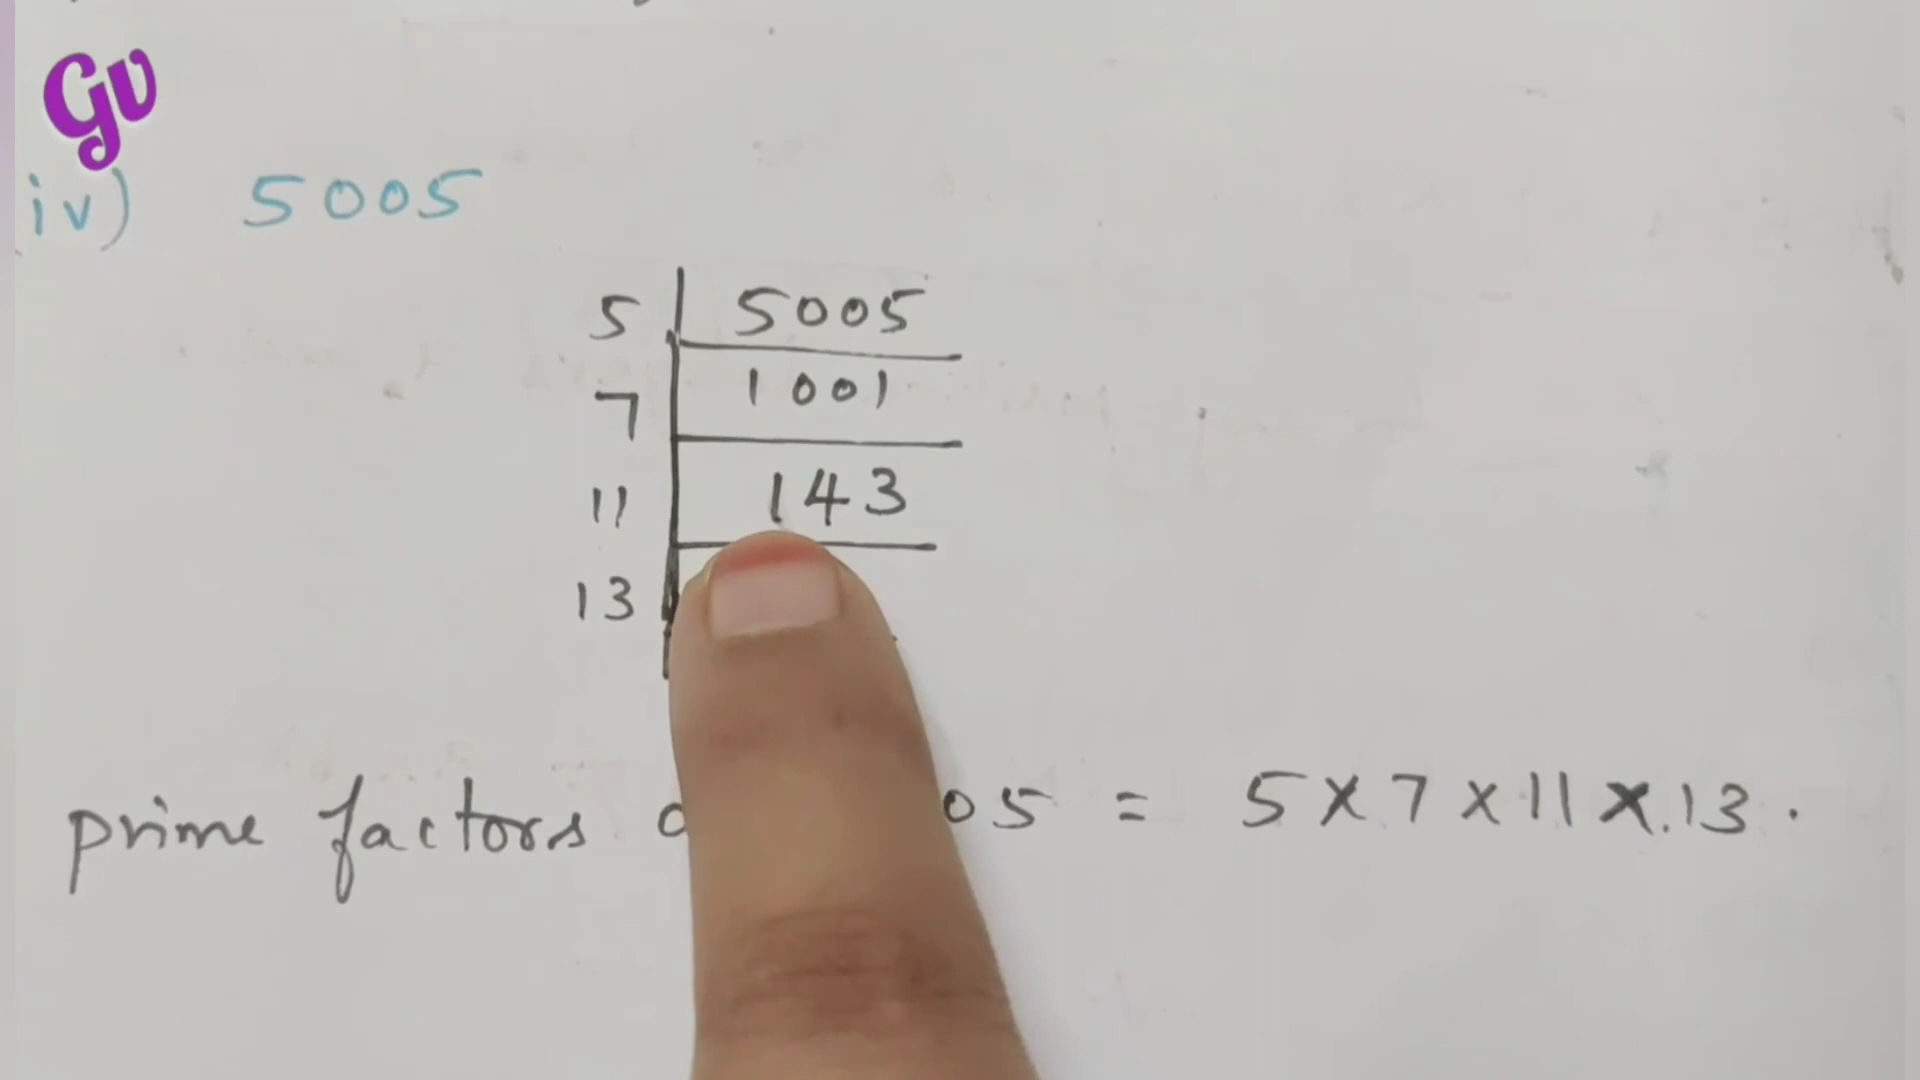 Gv
iv) 5005
5 5005
7 1001
11 143
13
prime factors 05 = 5 X 7 X 11 X 13.